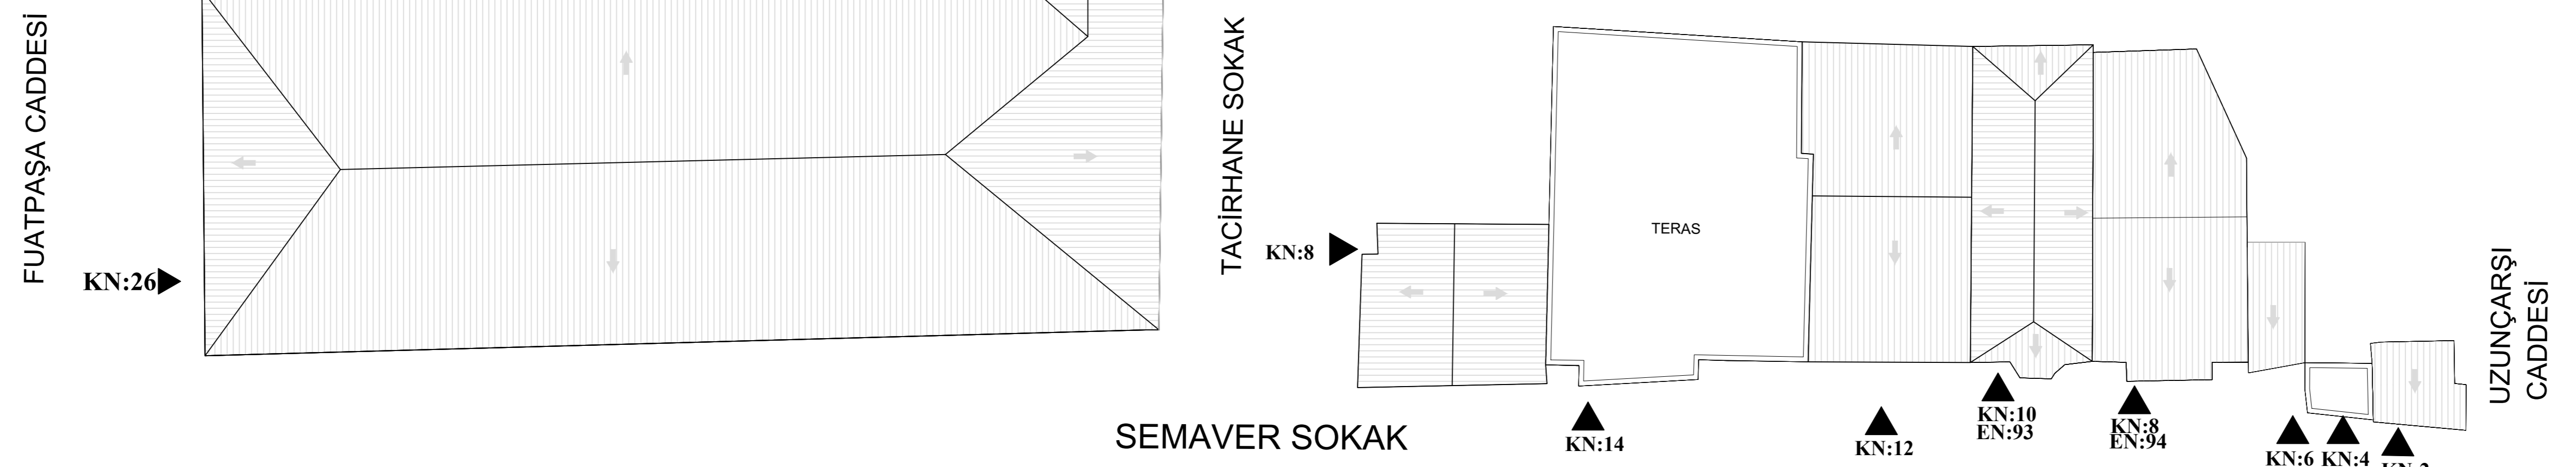 FUATPAŞA CADDESİ
KN:26
TACİRHANE SOKAK
KN:8
TERAS
SEMAVER SOKAK
KN:14
KN:12
KN:10
EN:93
KN:8
EN:94
KN:6
KN:4
UZUNÇARŞI
CADDESİ